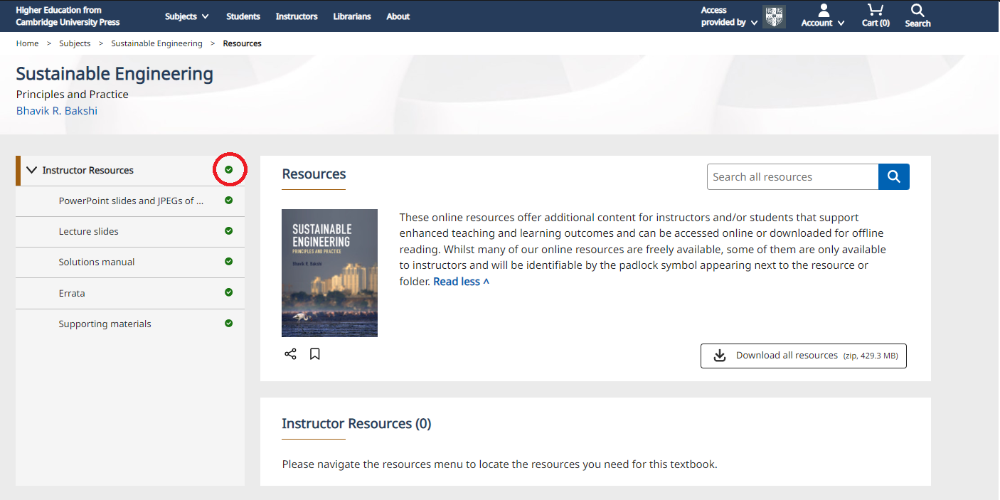 Higher Education from
Cambridge University Press
Subjects
Students
Instructors
Librarians
About
Access
provided by
Account
Cart (0)
Search
Home > Subjects > Sustainable Engineering > Resources
Sustainable Engineering
Principles and Practice
Bhavik R. Bakshi
Instructor Resources
PowerPoint slides and JPEGs of ...
Lecture slides
Solutions manual
Errata
Supporting materials
Resources
Search all resources
SUSTAINABLE
ENGINEERING
PRINCIPLES AND PRACTICE
Bhavik R. Bakshi
These online resources offer additional content for instructors and/or students that support
enhanced teaching and learning outcomes and can be accessed online or downloaded for offline
reading. Whilst many of our online resources are freely available, some of them are only available
to instructors and will be identifiable by the padlock symbol appearing next to the resource or
folder. Read less ˄
Download all resources (zip, 429.3 MB)
Instructor Resources (0)
Please navigate the resources menu to locate the resources you need for this textbook.